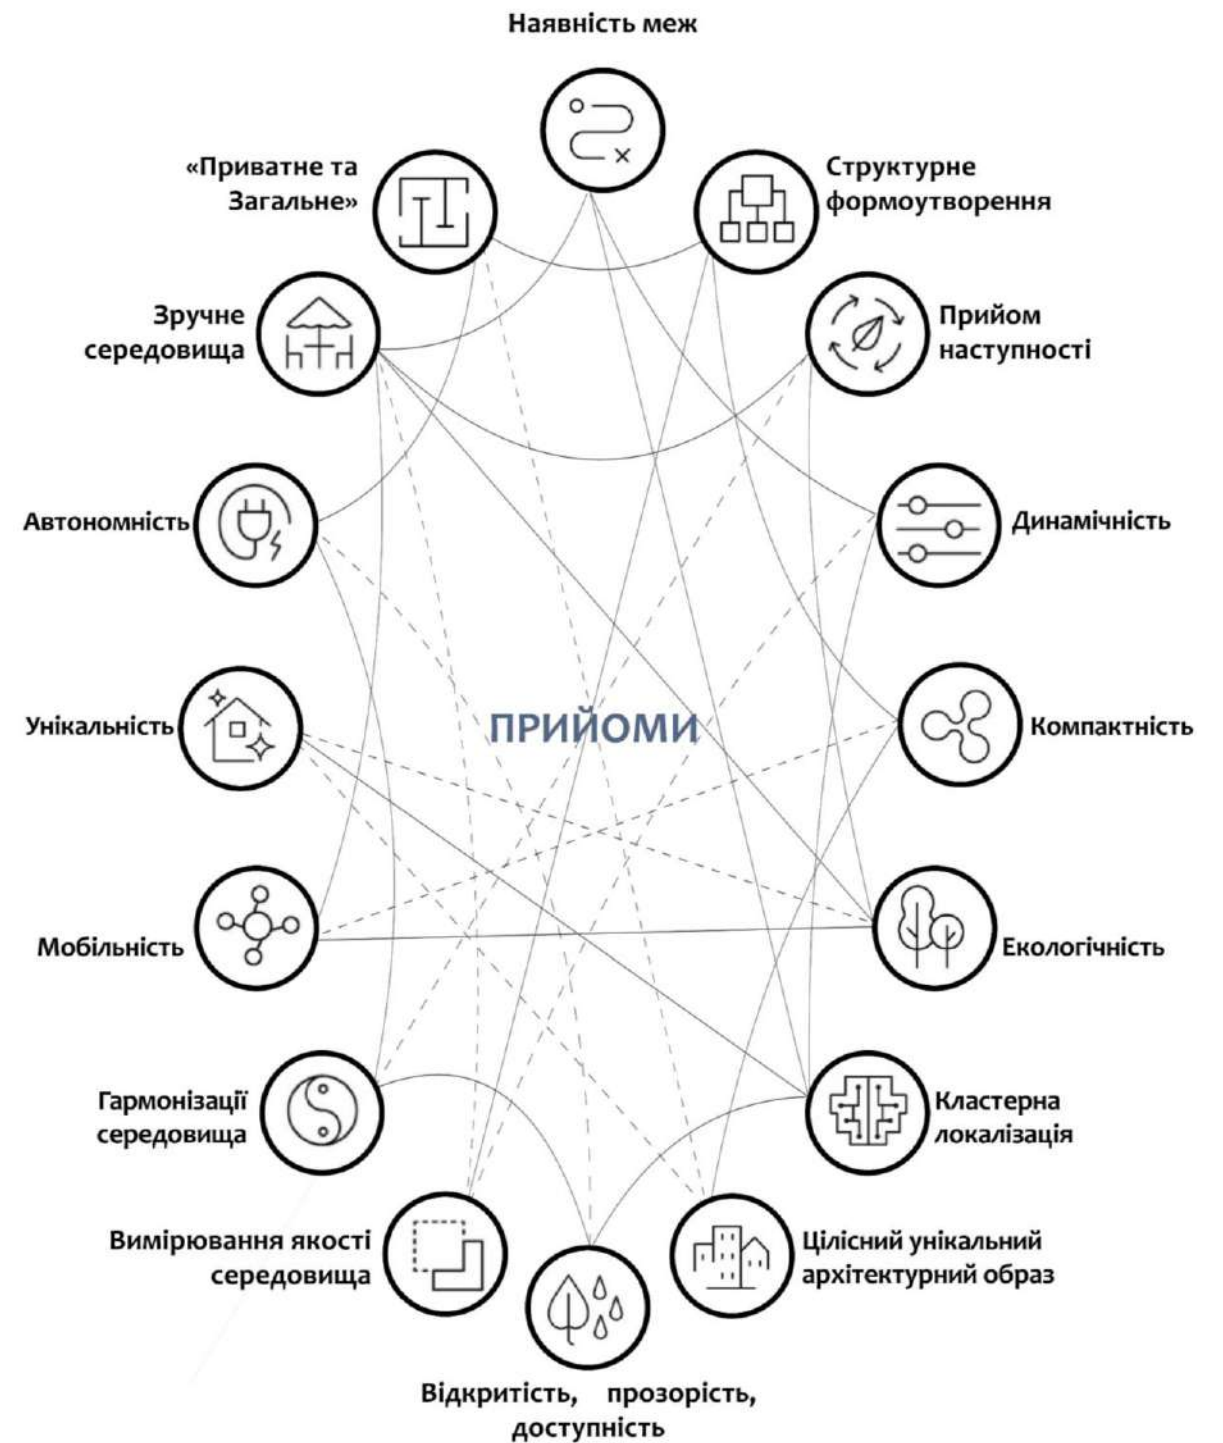 Наявність меж
«Приватне та
Загальне»
Структурне
формоутворення
Зручне
середовища
Прийом
наступності
Автономність
Динамічність
Унікальність
ПРИЙОМИ
Компактність
Мобільність
Екологічність
Гармонізації
середовища
Кластерна
локалізація
Вимірювання якості
середовища
Цілісний унікальний
архітектурний образ
Відкритість, прозорість,
доступність